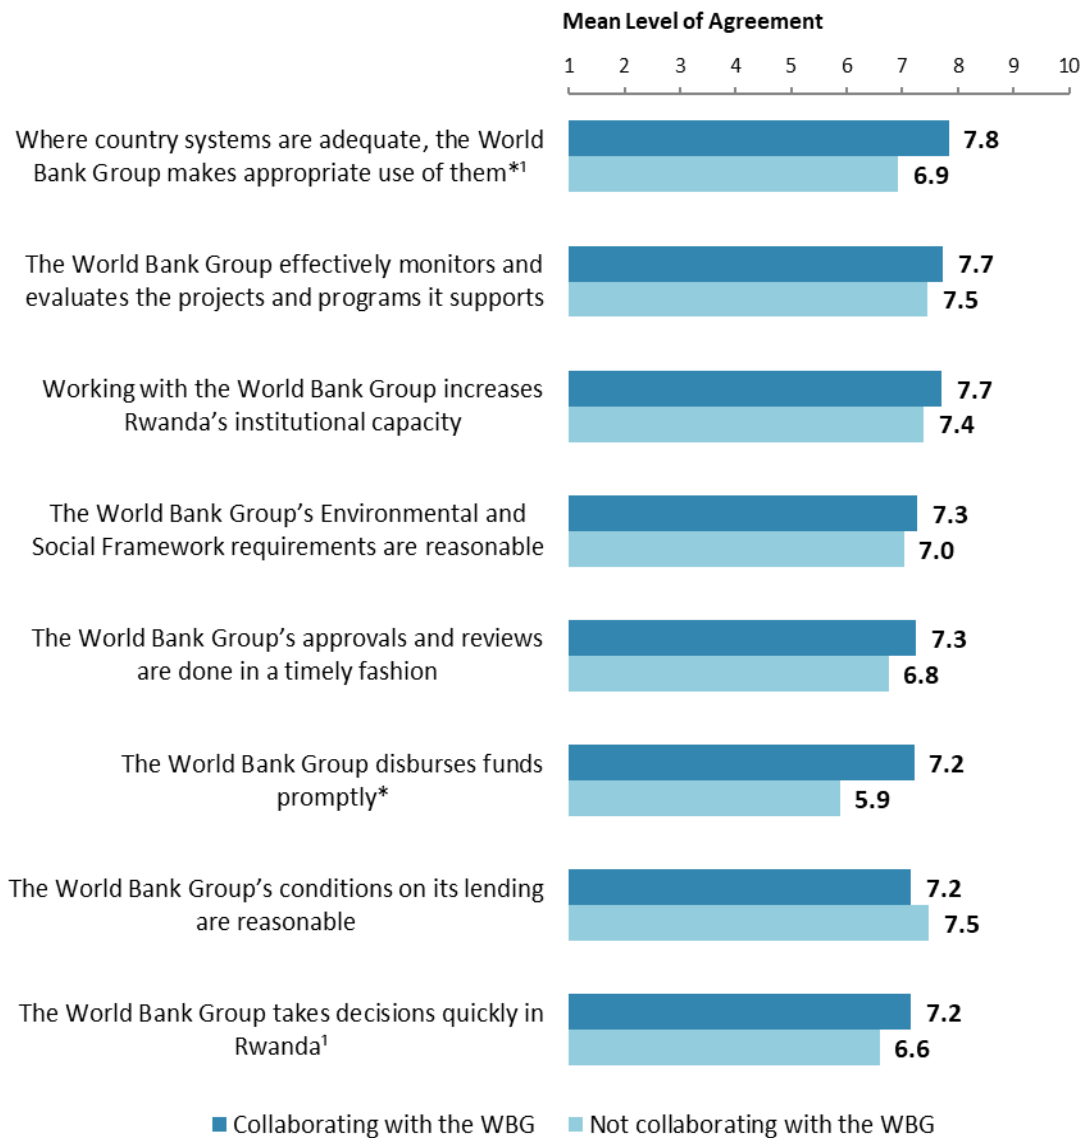 Mean Level of Agreement
1 2 3 4 5 6 7 8 9 10
Where country systems are adequate, the World
Bank Group makes appropriate use of them*¹
7.8
6.9
The World Bank Group effectively monitors and
evaluates the projects and programs it supports
7.7
7.5
Working with the World Bank Group increases
Rwanda’s institutional capacity
7.7
7.4
The World Bank Group’s Environmental and
Social Framework requirements are reasonable
7.3
7.0
The World Bank Group’s approvals and reviews
are done in a timely fashion
7.3
6.8
The World Bank Group disburses funds
promptly*
7.2
5.9
The World Bank Group’s conditions on its lending
are reasonable
7.2
7.5
The World Bank Group takes decisions quickly in
Rwanda¹
7.2
6.6
Collaborating with the WBG Not collaborating with the WBG